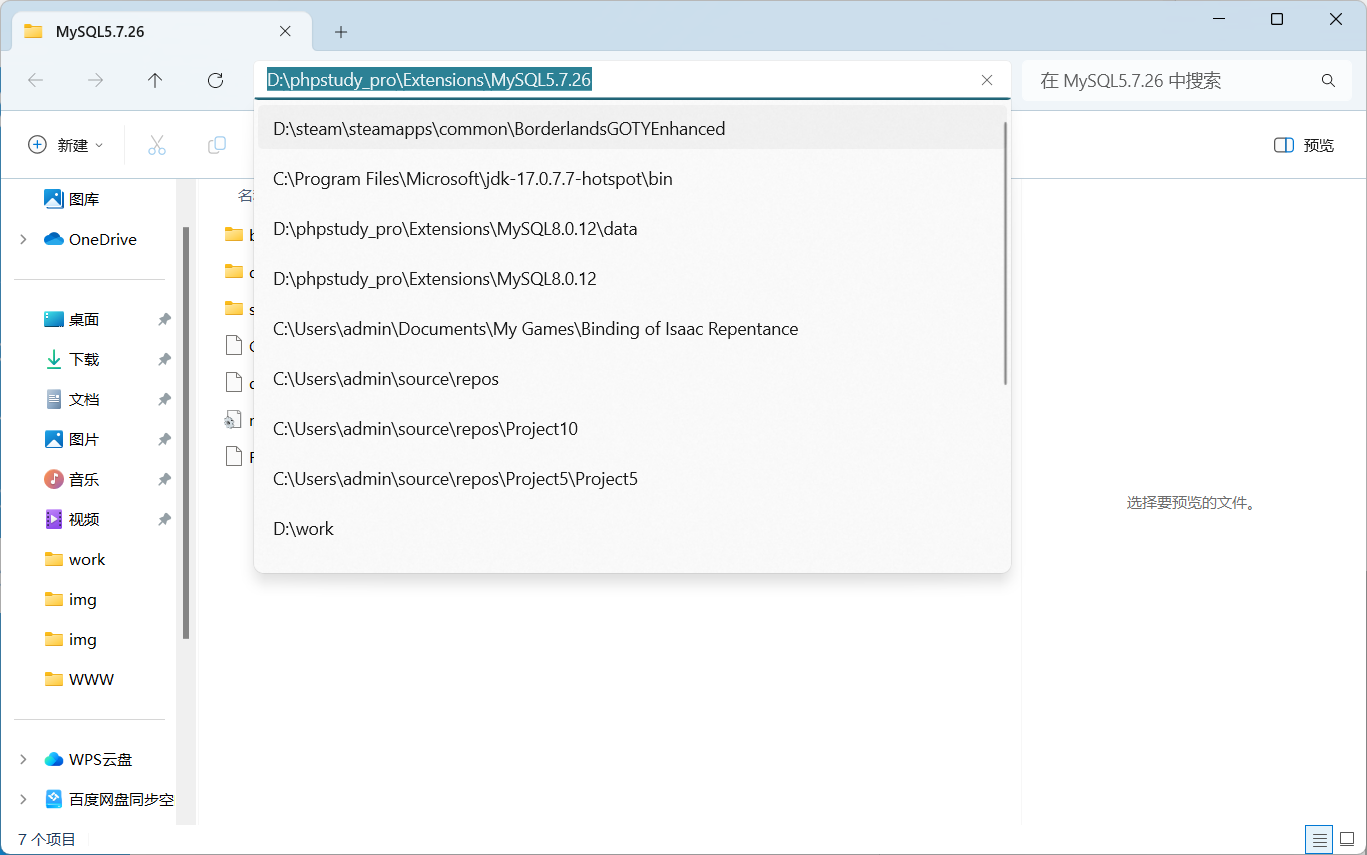 MySQL5.7.26
D:\phpstudy_pro\Extensions\MySQL5.7.26
在 MySQL5.7.26 中搜索
新建
预览
D:\steam\steamapps\common\BorderlandsGOTYEnhanced
C:\Program Files\Microsoft\jdk-17.0.7.7-hotspot\bin
D:\phpstudy_pro\Extensions\MySQL8.0.12\data
D:\phpstudy_pro\Extensions\MySQL8.0.12
C:\Users\admin\Documents\My Games\Binding of Isaac Repentance
C:\Users\admin\source\repos
C:\Users\admin\source\repos\Project10
C:\Users\admin\source\repos\Project5\Project5
D:\work
图库
OneDrive
桌面
下载
文档
图片
音乐
视频
work
img
img
WWW
WPS云盘
百度网盘同步空
选择要预览的文件。
7 个项目